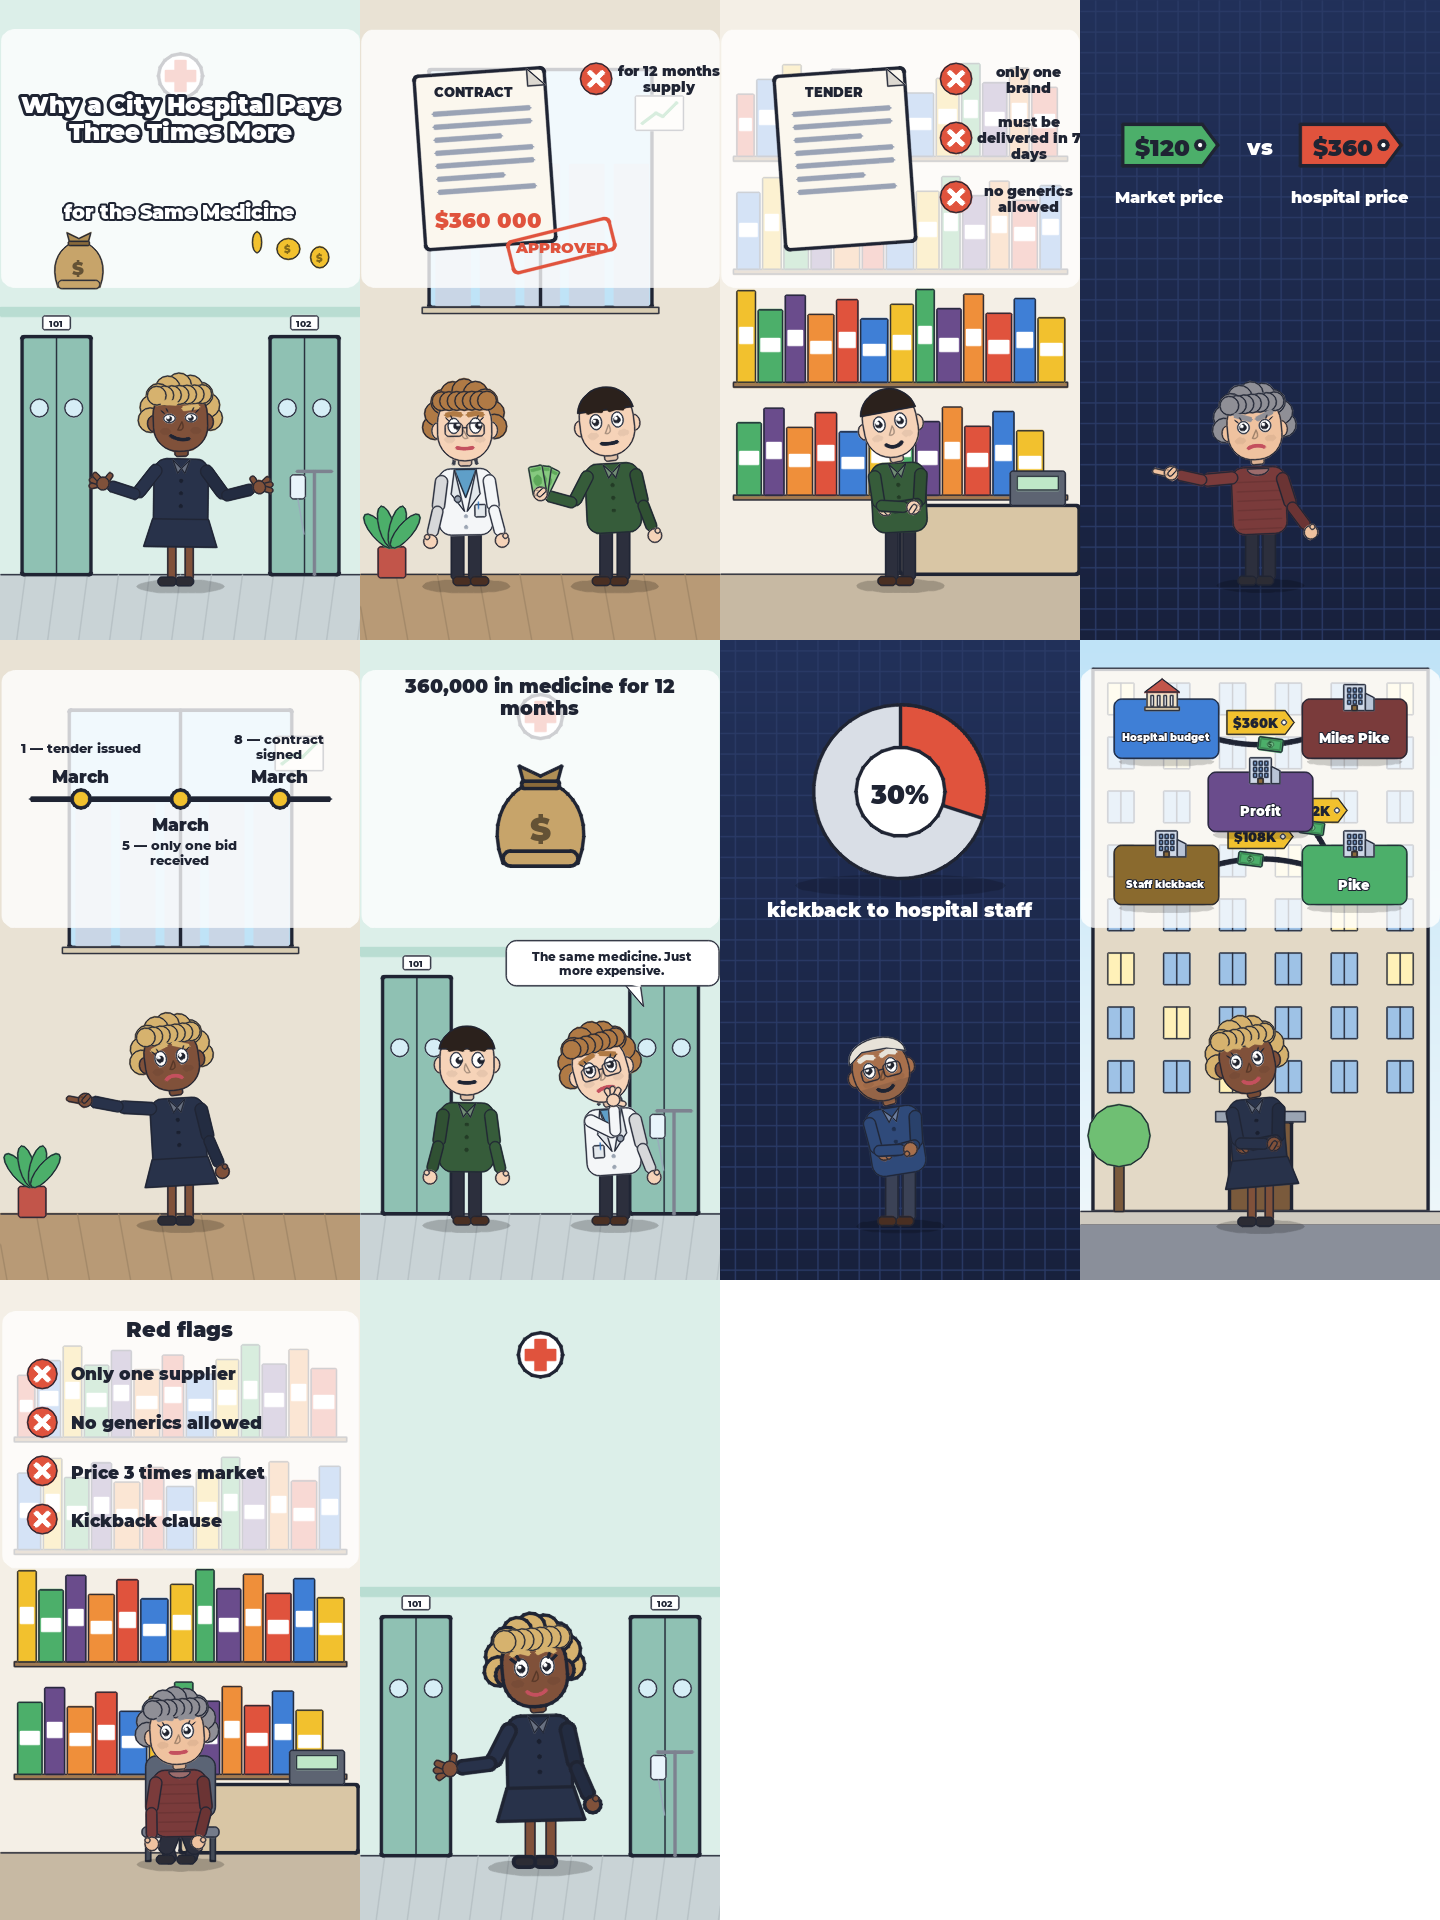 Why a City Hospital Pays
Three Times More
for the Same Medicine
$
$
$
101
102
CONTRACT
$360 000
APPROVED
for 12 months
supply
TENDER
only one
brand
must be
delivered in 7
days
no generics
allowed
$120
vs
$360
Market price
hospital price
1 — tender issued
March
8 — contract
signed
March
March
5 — only one bid
received
360,000 in medicine for 12
months
$
The same medicine. Just
more expensive.
101
30%
kickback to hospital staff
Hospital budget
$360K
$
Miles Pike
Profit
2K
$108K
$
Staff kickback
Pike
Red flags
Only one supplier
No generics allowed
Price 3 times market
Kickback clause
101
102